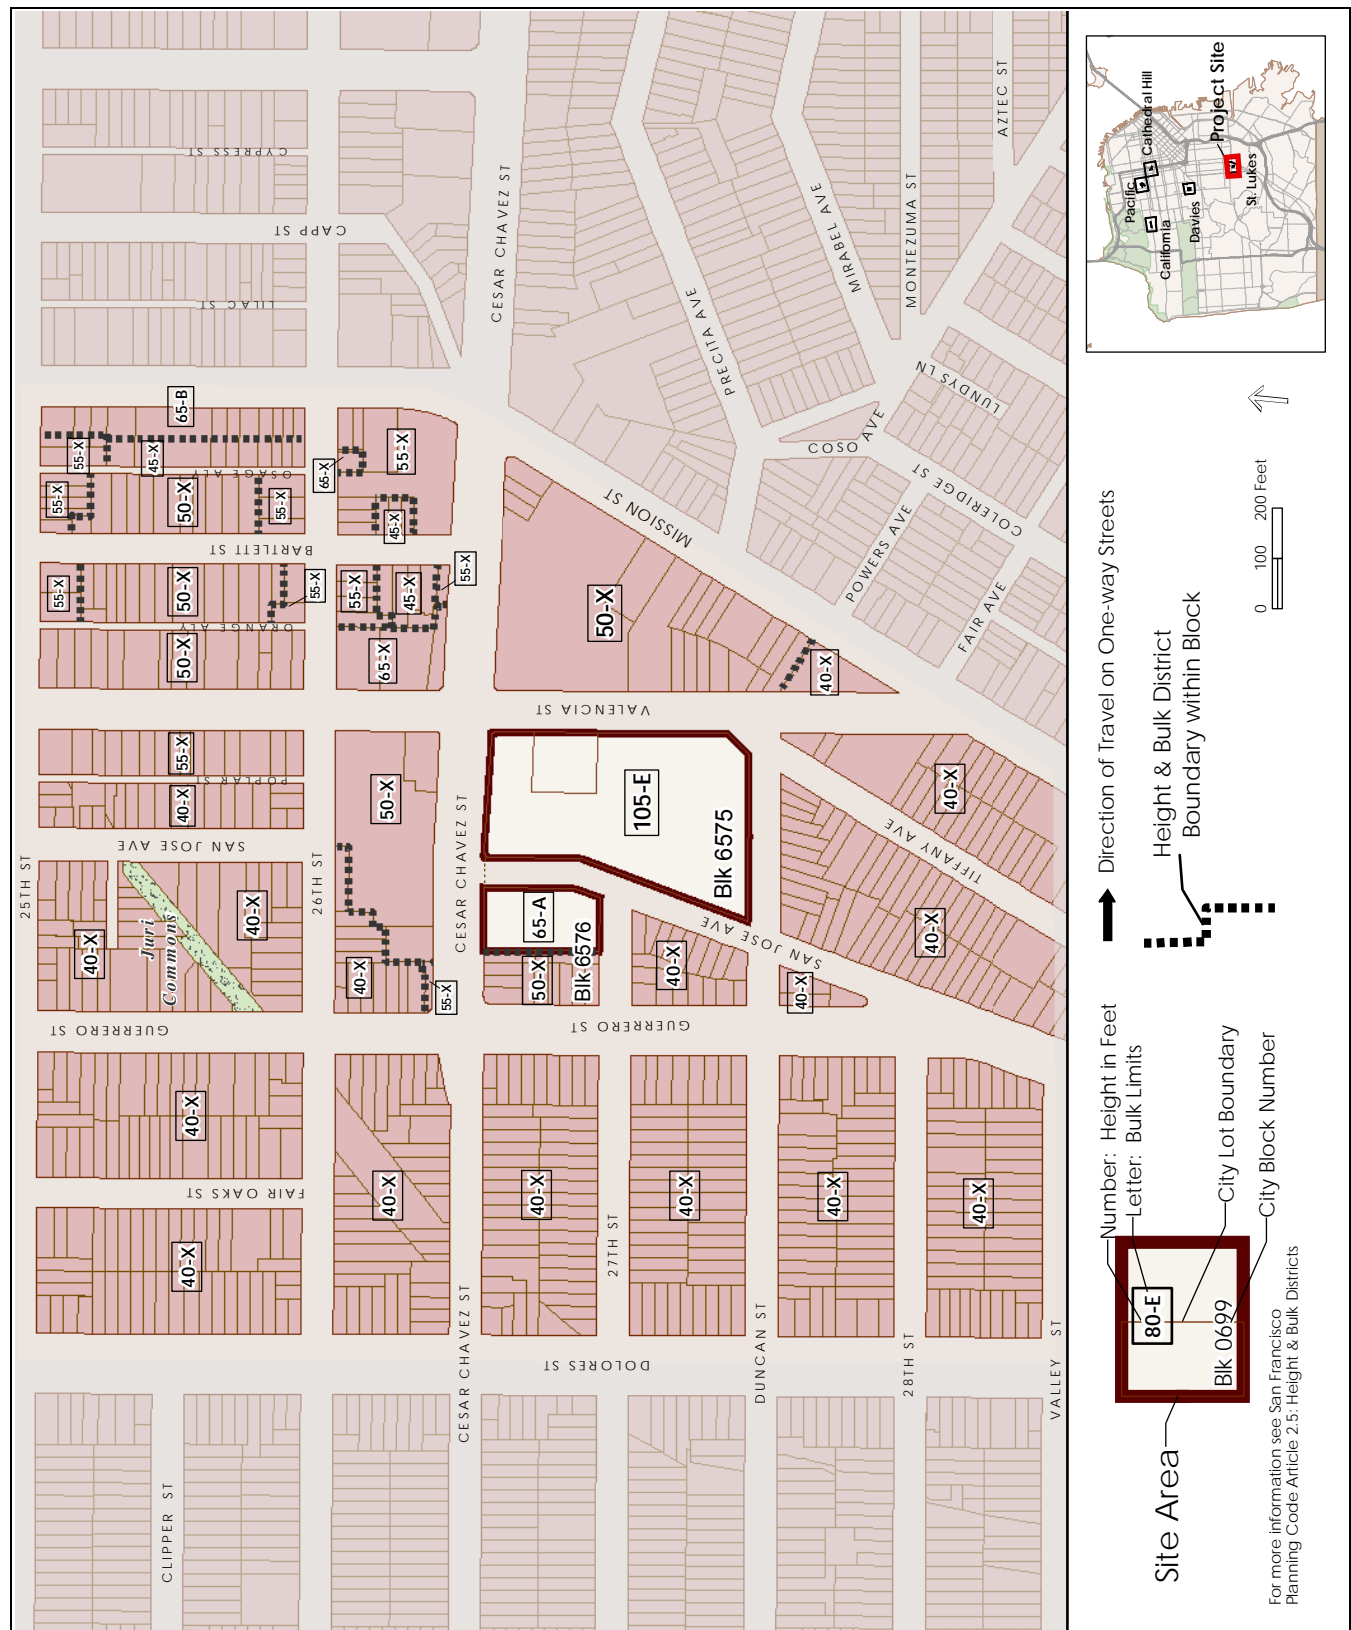 25TH ST
26TH ST
CLIPPER ST
CESAR CHAVEZ ST
CESAR CHAVEZ ST
CESAR CHAVEZ ST
27TH ST
DUNCAN ST
28TH ST
VALLEY ST
DOLORES ST
FAIR OAKS ST
GUERRERO ST
GUERRERO ST
SAN JOSE AVE
SAN JOSE AVE
SAN
POPLAR ST
VALENCIA ST
ORANGE ALY
BARTLETT ST
OSAGE ALY
LILAC ST
CAPP ST
CYPRESS ST
MISSION ST
TIFFANY AVE
PRECITA AVE
MIRABEL AVE
MONTEZUMA ST
AZTEC ST
COSO AVE
LUNDYS LN
COLERIDGE ST
POWERS AVE
FAIR AVE
Juri
Commons
65-B
55-X
45-X
55-X
50-X
55-X
65-X
55-X
45-X
55-X
50-X
55-X
55-X
45-X
55-X
50-X
65-X
50-X
40-X
55-X
40-X
50-X
40-X
40-X
40-X
55-X
105-E
Blk 6575
65-A
50-X
Blk 6576
40-X
40-X
40-X
40-X
40-X
40-X
40-X
40-X
40-X
40-X
40-X
Site Area
80-E
Blk 0699
Number: Height in Feet
Letter: Bulk Limits
City Lot Boundary
City Block Number
For more information see San Francisco
Planning Code Article 2.5: Height & Bulk Districts
Direction of Travel on One-way Streets
Height & Bulk District
Boundary within Block
0 100 200 Feet
Pacific
Cathedral Hill
California
Davies
St. Lukes
Project Site